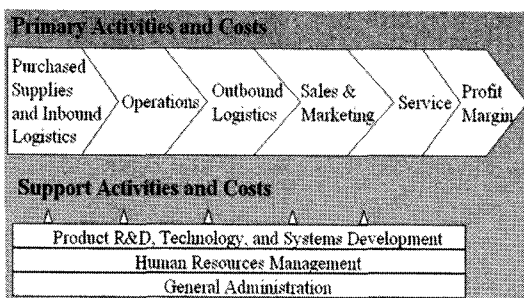 Primary Activities and Costs
Purchased
Supplies
and Inbound
Logistics
Operations
Outbound
Logistics
Sales &
Marketing
Service
Profit
Margin
Support Activities and Costs
Product R&D, Technology, and Systems Development
Human Resources Management
General Administration